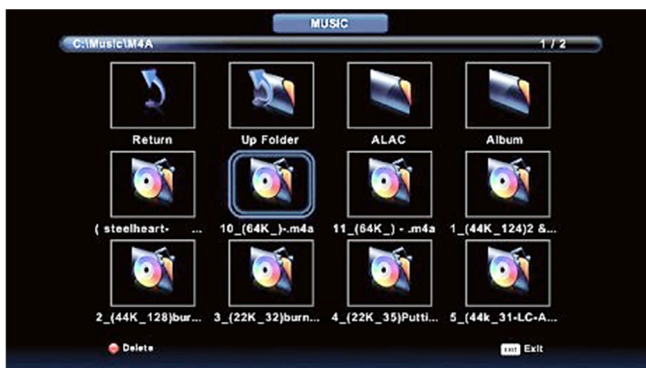 MUSIC
C:\Music\M4A 1 / 2
Return Up Folder ALAC Album
( steelheart- ... 10_(64K_)-.m4a 11_(64K_) - .m4a 1_(44K_124)2 &...
2_(44K_128)bur... 3_(22K_32)burn... 4_(22K_35)Putti... 5_(44k_31-LC-A...
Delete EXIT Exit